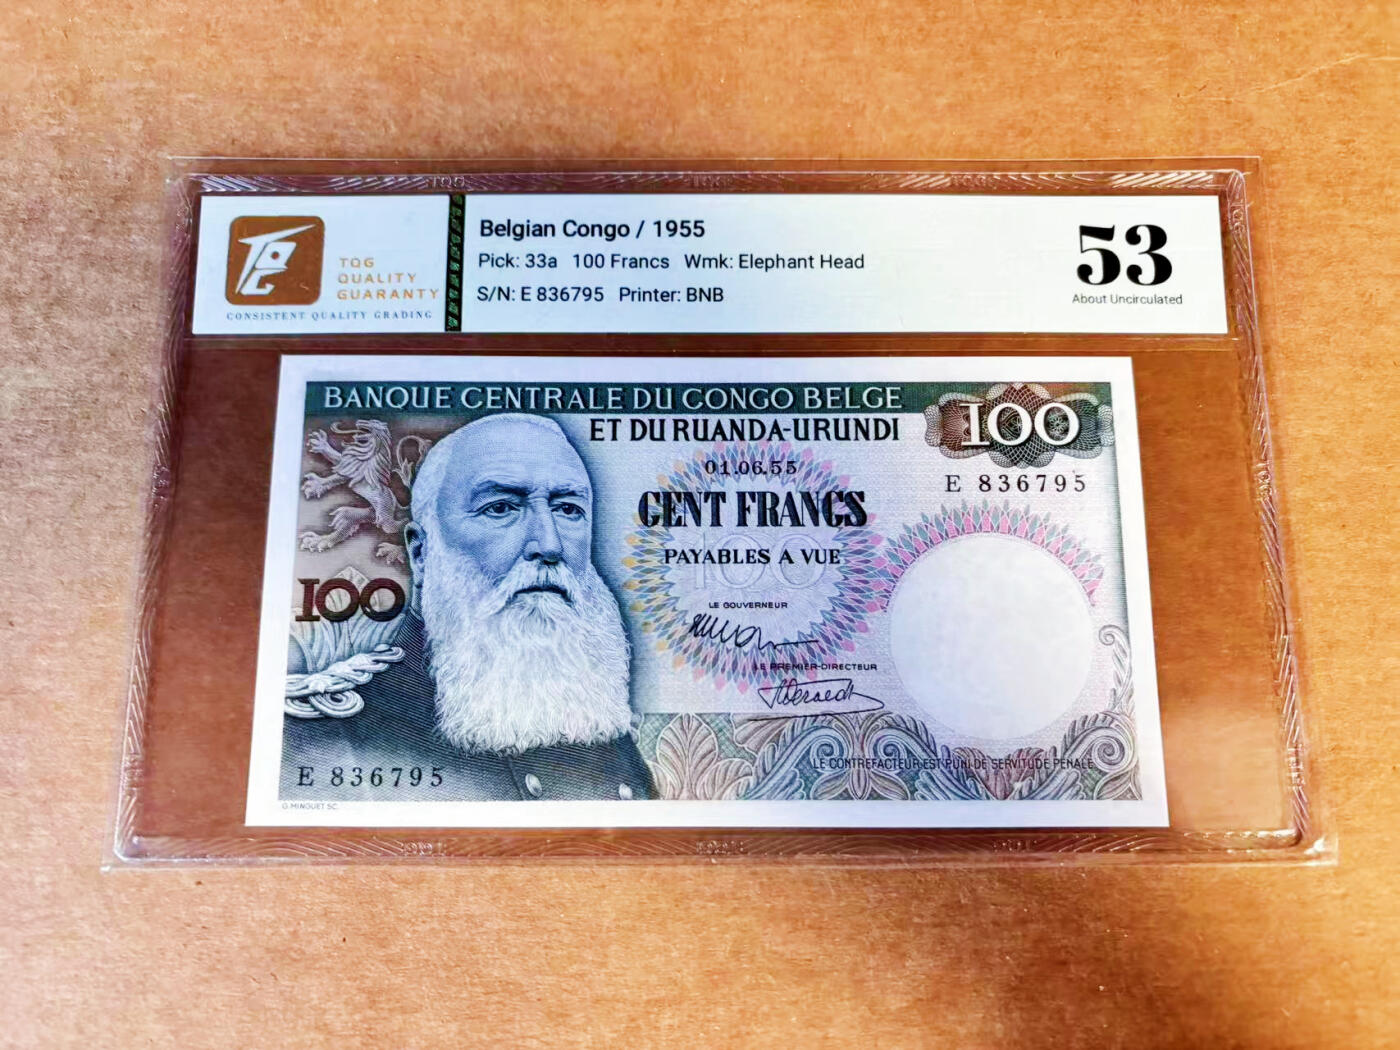 TQG
QUALITY
GUARANTY
CONSISTENT QUALITY GRADING
Belgian Congo / 1955
Pick: 33a 100 Francs Wmk: Elephant Head
S/N: E 836795 Printer: BNB
53
About Uncirculated
BANQUE CENTRALE DU CONGO BELGE
ET DU RUANDA-URUNDI
100
01.06.55
E 836795
CENT FRANCS
PAYABLES A VUE
100
100
LE GOUVERNEUR
LE PREMIER-DIRECTEUR
LE CONTREFACTEUR EST PUNI DE SERVITUDE PENALE
E 836795
G.MINGUET SC.